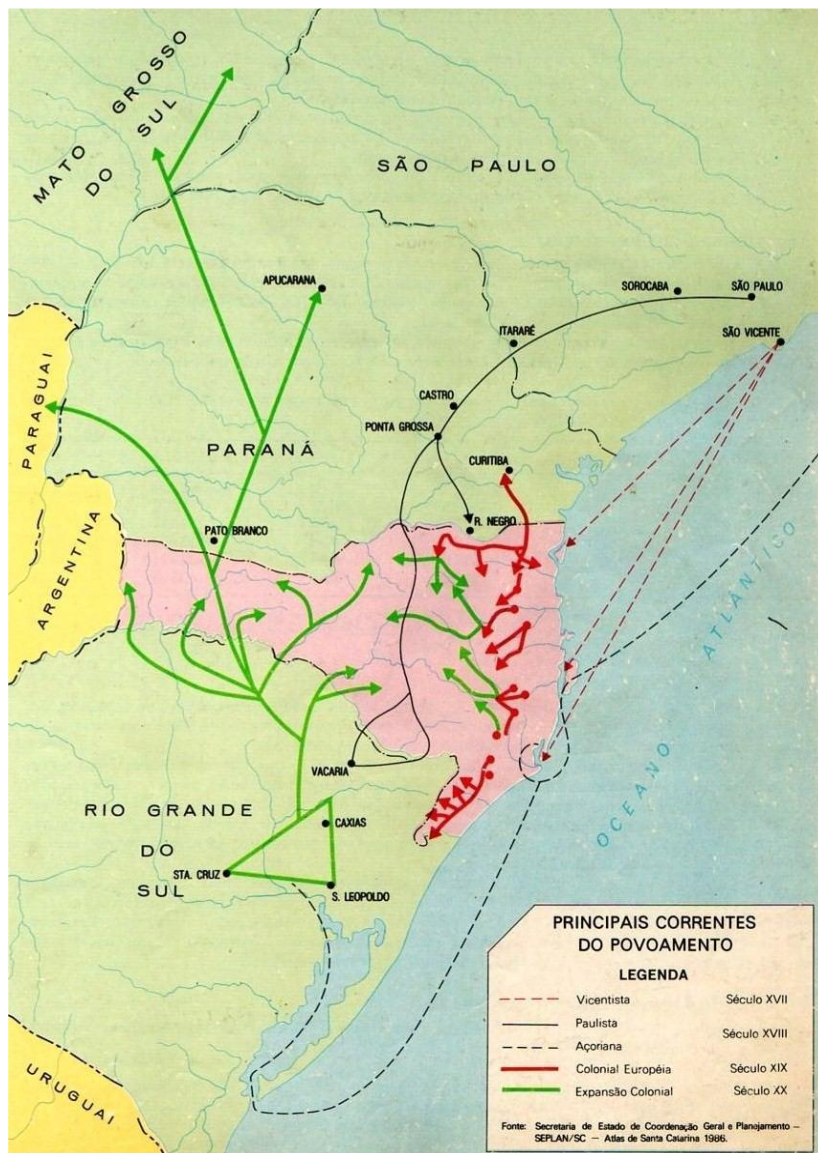 MATO GROSSO
DO SUL
SÃO PAULO
APUCARANA
SOROCABA
SÃO PAULO
ITARARÉ
SÃO VICENTE
PARAGUAI
CASTRO
PONTA GROSSA
PARANÁ
CURITIBA
R. NEGRO
PATO BRANCO
ARGENTINA
OCEANO ATLANTICO
VACARIA
RIO GRANDE
DO
SUL
CAXIAS
STA. CRUZ
S. LEOPOLDO
URUGUAI
PRINCIPAIS CORRENTES
DO POVOAMENTO
LEGENDA
Vicentista Século XVII
Paulista
Século XVIII
Açoriana
Colonial Européia Século XIX
Expansão Colonial Século XX
Fonte: Secretaria de Estado de Coordenação Geral e Planejamento –
SEPLAN/SC — Atlas de Santa Catarina 1986.